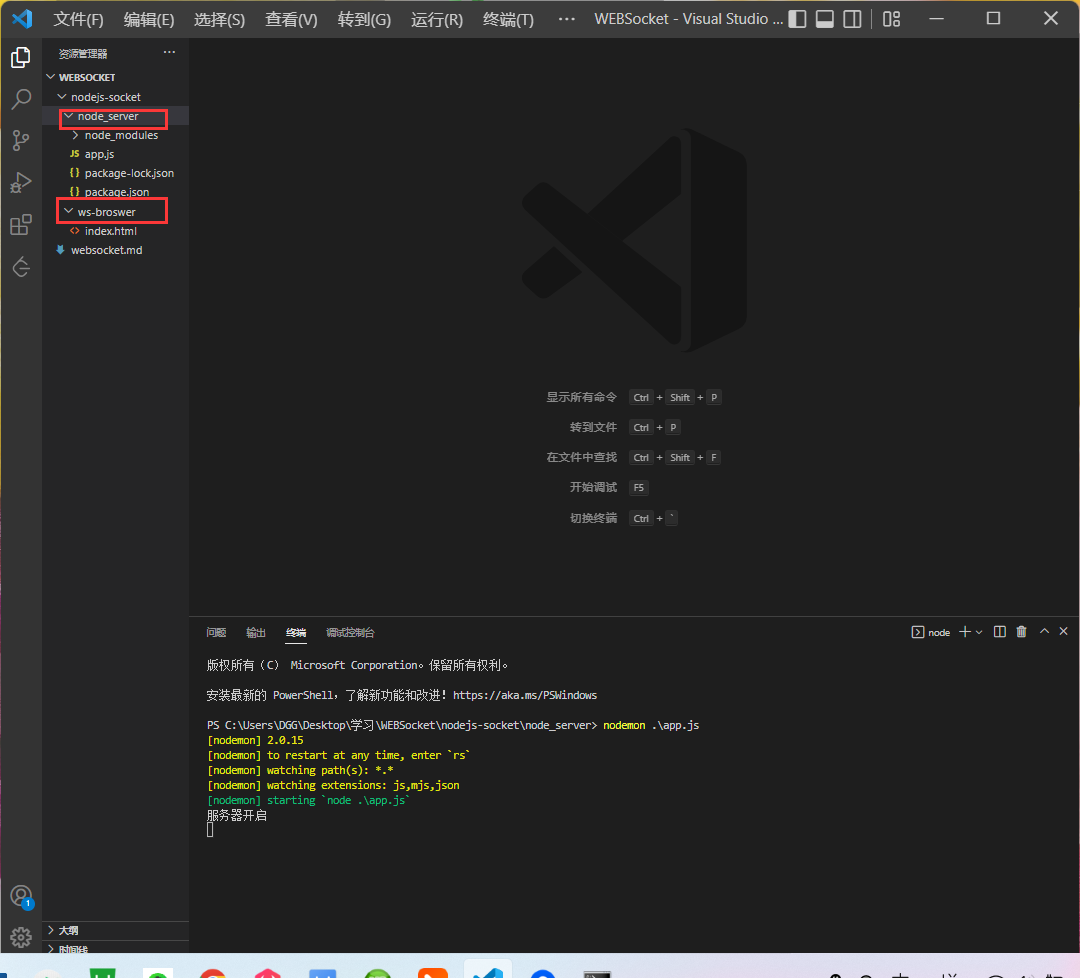 文件(F) 编辑(E) 选择(S) 查看(V) 转到(G) 运行(R) 终端(T) ··· WEBSocket - Visual Studio ...
资源管理器 ···
WEBSOCKET
nodejs-socket
node_server
node_modules
JS app.js
{} package-lock.json
{} package.json
ws-broswer
<> index.html
websocket.md
显示所有命令 Ctrl + Shift + P
转到文件 Ctrl + P
在文件中查找 Ctrl + Shift + F
开始调试 F5
切换终端 Ctrl + `
问题 输出 终端 调试控制台 node
版权所有（C） Microsoft Corporation。保留所有权利。
安装最新的 PowerShell，了解新功能和改进！https://aka.ms/PSWindows
PS C:\Users\DGG\Desktop\学习\WEBSocket\nodejs-socket\node_server> nodemon .\app.js
[nodemon] 2.0.15
[nodemon] to restart at any time, enter `rs`
[nodemon] watching path(s): *.*
[nodemon] watching extensions: js,mjs,json
[nodemon] starting `node .\app.js`
服务器开启
1
大纲
时间线